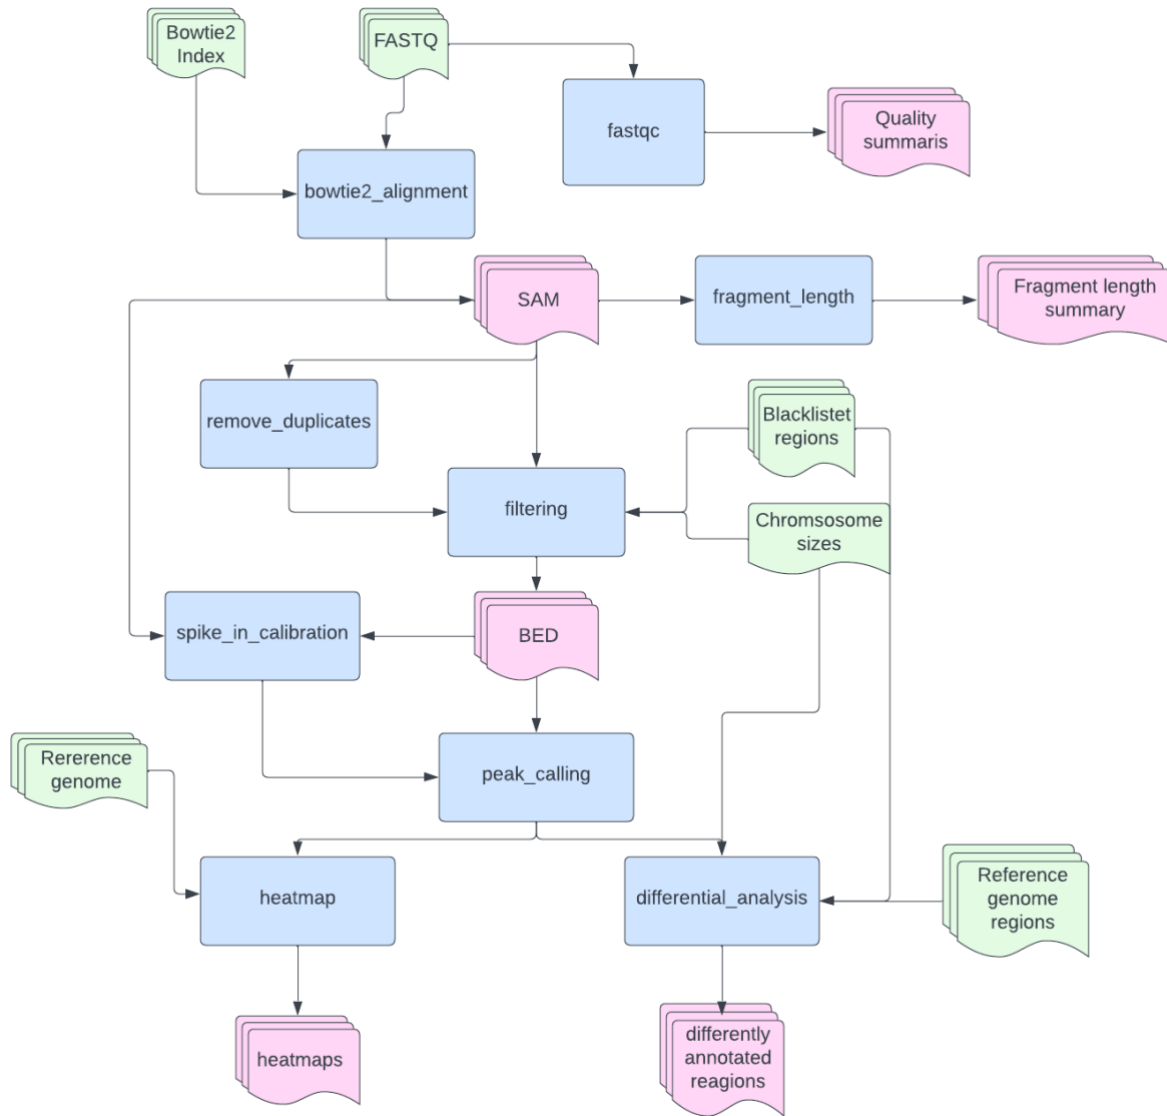 Bowtie2
Index
FASTQ
fastqc
Quality
summaris
bowtie2_alignment
SAM
fragment_length
Fragment length
summary
remove_duplicates
Blacklistet
regions
filtering
Chromsosome
sizes
spike_in_calibration
BED
Rererence
genome
peak_calling
heatmap
differential_analysis
Reference
genome
regions
heatmaps
differently
annotated
reagions